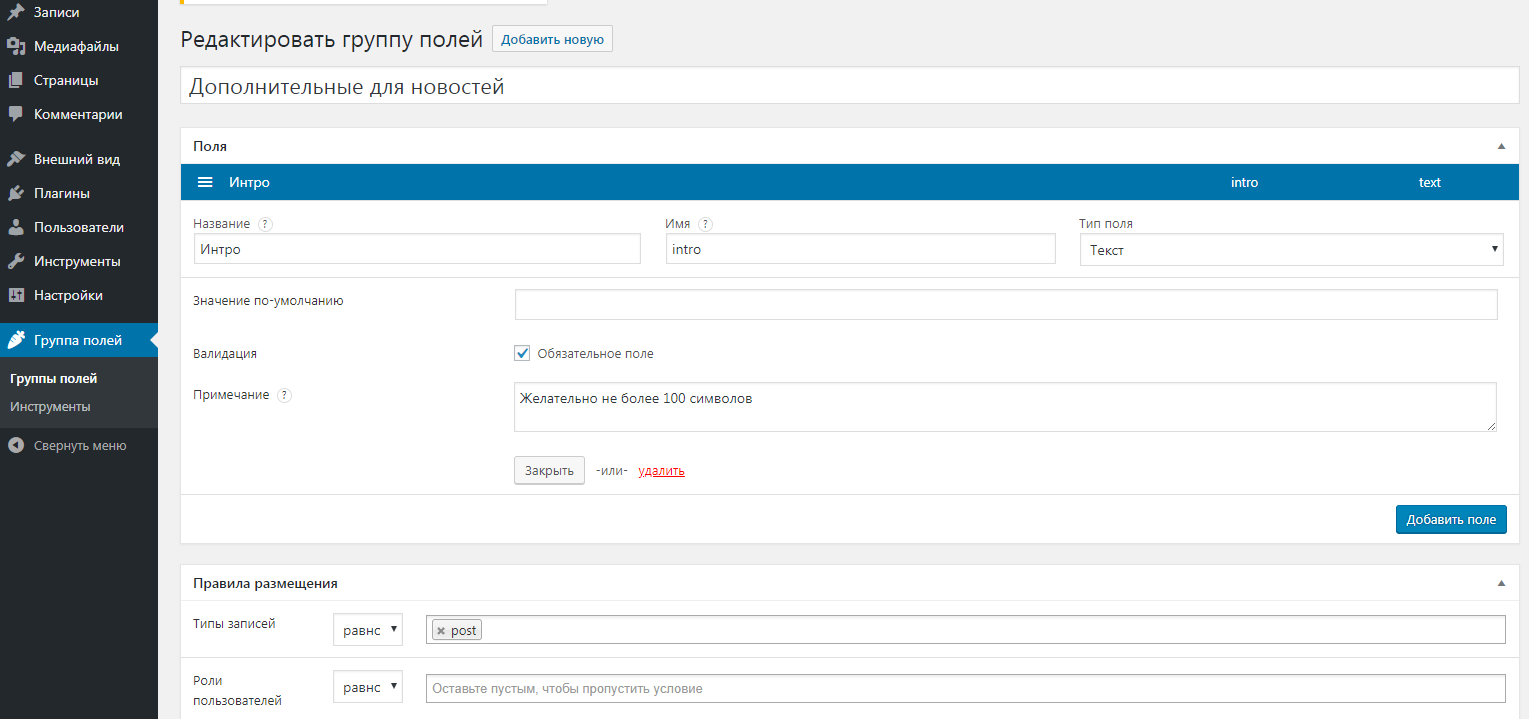 Записи
Медиафайлы
Страницы
Комментарии
Внешний вид
Плагины
Пользователи
Инструменты
Настройки
Группа полей
Группы полей
Инструменты
Свернуть меню
Редактировать группу полей Добавить новую
Дополнительные для новостей
Поля
Интро intro text
Название ? Имя ? Тип поля
Интро intro Текст
Значение по-умолчанию
Валидация Обязательное поле
Примечание ? Желательно не более 100 символов
Закрыть -или- удалить
Добавить поле
Правила размещения
Типы записей равнс post
Роли равнс Оставьте пустым, чтобы пропустить условие
пользователей